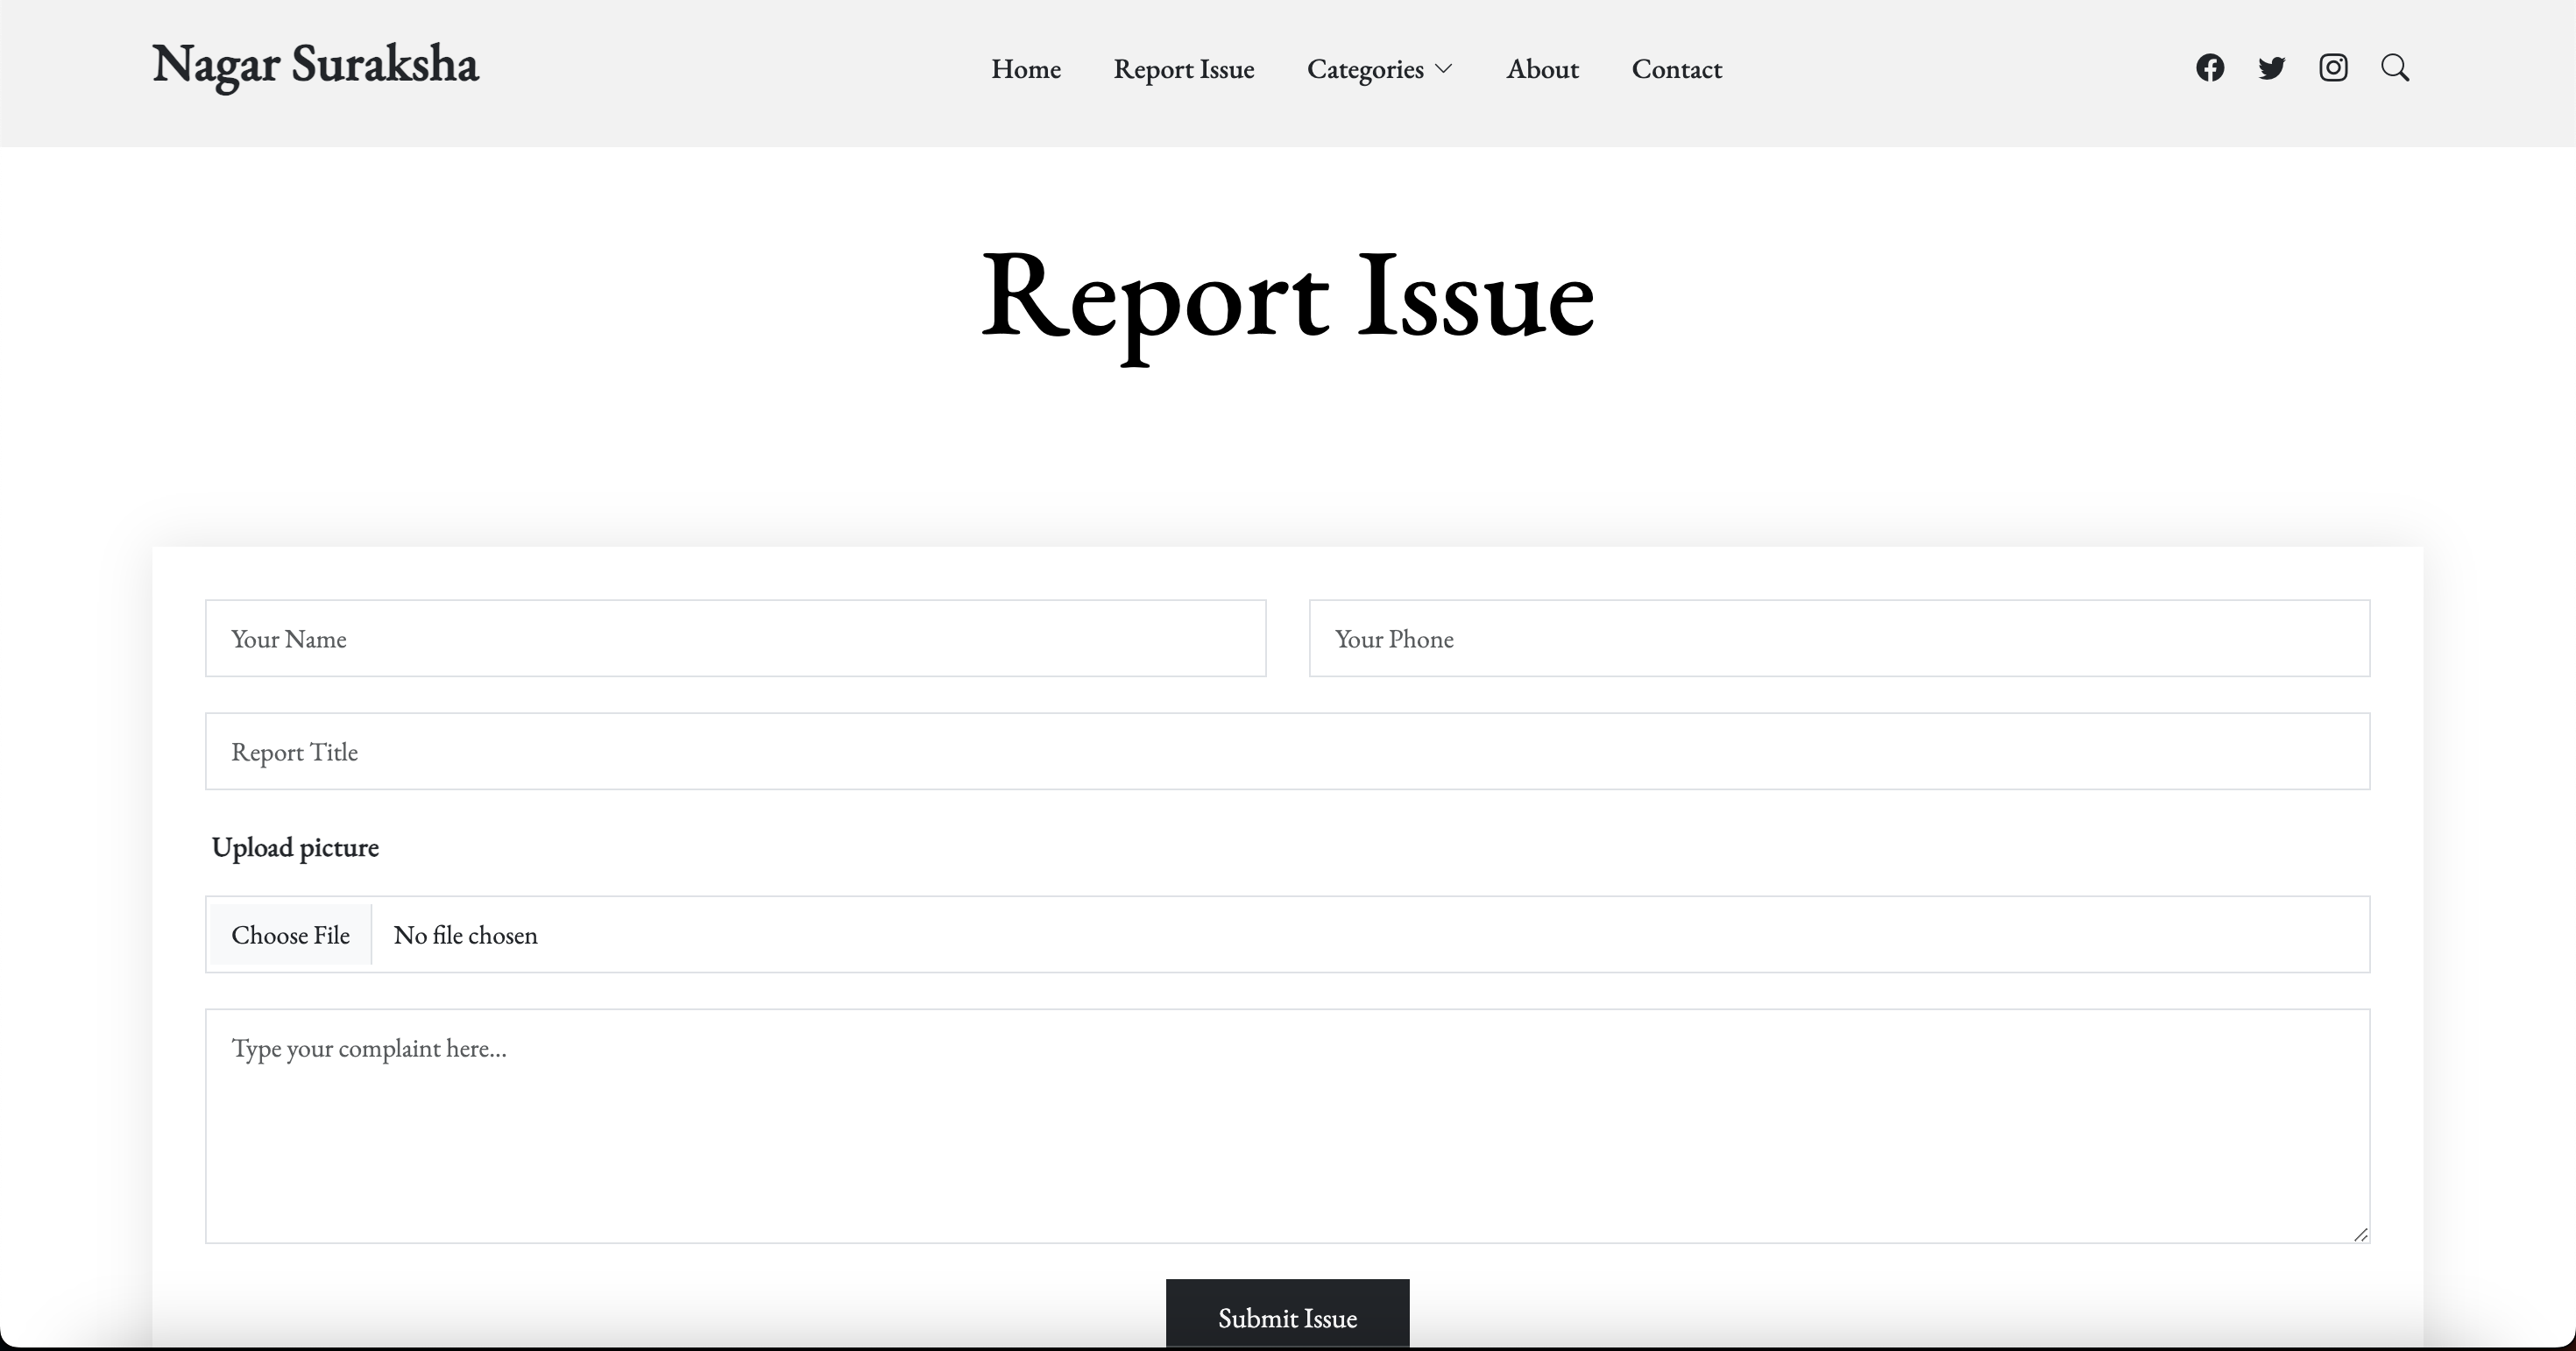 Nagar Suraksha
Home Report Issue Categories About Contact
Report Issue
Your Name
Your Phone
Report Title
Upload picture
Choose File No file chosen
Type your complaint here...
Submit Issue